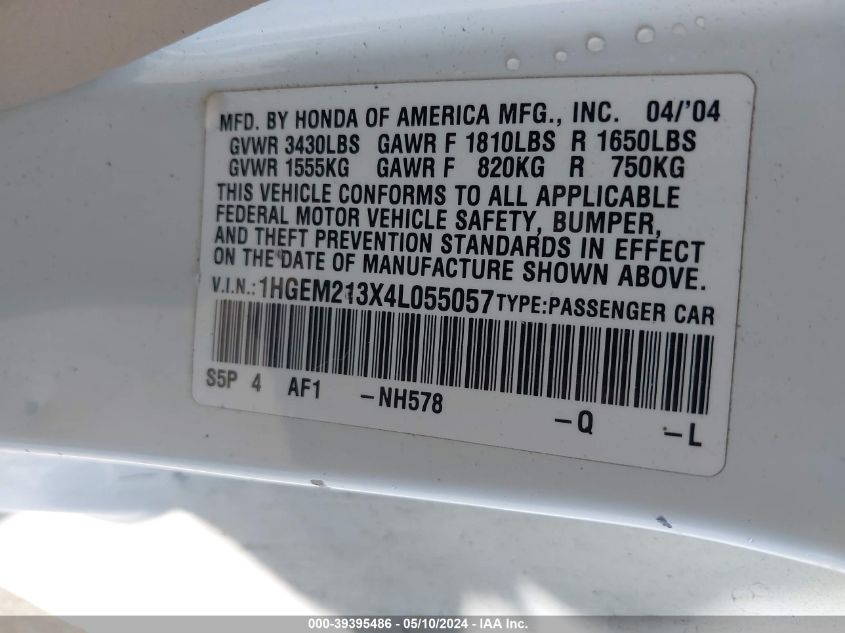 MFD. BY HONDA OF AMERICA MFG., INC. 04/'04
GVWR 3430LBS GAWR F 1810LBS R 1650LBS
GVWR 1555KG GAWR F 820KG R 750KG
THIS VEHICLE CONFORMS TO ALL APPLICABLE
FEDERAL MOTOR VEHICLE SAFETY, BUMPER,
AND THEFT PREVENTION STANDARDS IN EFFECT
ON THE DATE OF MANUFACTURE SHOWN ABOVE.
V.I.N.: 1HGEM213X4L055057 TYPE:PASSENGER CAR
S5P 4 AF1 -NH578 -Q -L
000-39395486 - 05/10/2024 - IAA Inc.